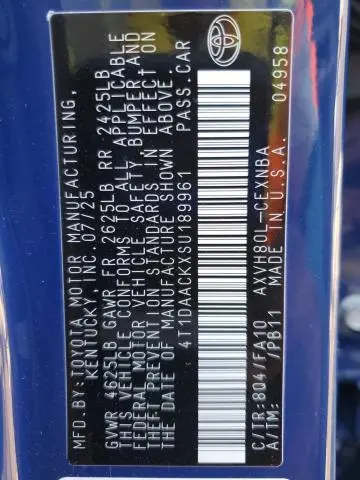 MFD. BY: TOYOTA MOTOR MANUFACTURING,
KENTUCKY, INC. 07/25
GVWR 4625LB GAWR FR 2625LB RR 2425LB
THIS VEHICLE CONFORMS TO ALL APPLICABLE
FEDERAL MOTOR VEHICLE SAFETY, BUMPER, AND
THEFT PREVENTION STANDARDS IN EFFECT ON
THE DATE OF MANUFACTURE SHOWN ABOVE.
4T1DAACKXSU189961 PASS. CAR
C/TR:804/FA10 AXVH80L-CEXNBA
A/TM: /PB11 MADE IN U.S.A.
04958